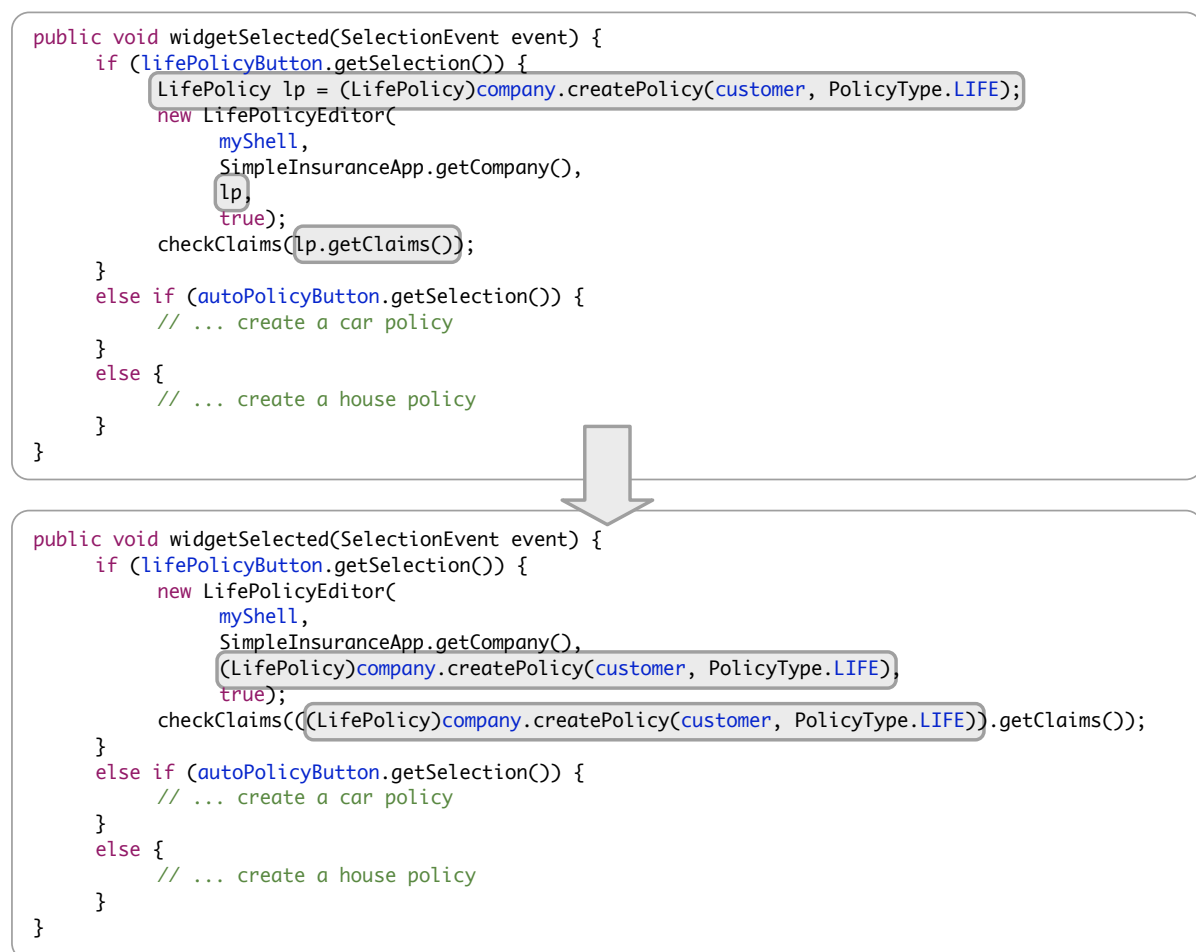 public void widgetSelected(SelectionEvent event) {
if (lifePolicyButton.getSelection()) {
LifePolicy lp = (LifePolicy)company.createPolicy(customer, PolicyType.LIFE);
new LifePolicyEditor(
myShell,
SimpleInsuranceApp.getCompany(),
lp,
true);
checkClaims(lp.getClaims());
}
else if (autoPolicyButton.getSelection()) {
// ... create a car policy
}
else {
// ... create a house policy
}
}
public void widgetSelected(SelectionEvent event) {
if (lifePolicyButton.getSelection()) {
new LifePolicyEditor(
myShell,
SimpleInsuranceApp.getCompany(),
(LifePolicy)company.createPolicy(customer, PolicyType.LIFE),
true);
checkClaims(((LifePolicy)company.createPolicy(customer, PolicyType.LIFE)).getClaims());
}
else if (autoPolicyButton.getSelection()) {
// ... create a car policy
}
else {
// ... create a house policy
}
}